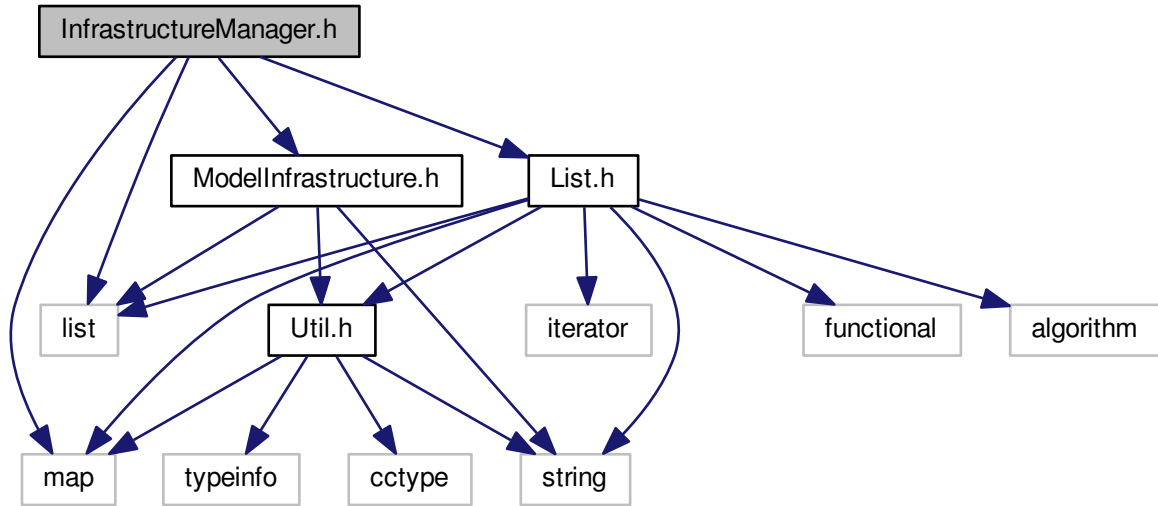 InfrastructureManager.h
ModelInfrastructure.h
List.h
list
Util.h
iterator
functional
algorithm
map
typeinfo
cctype
string